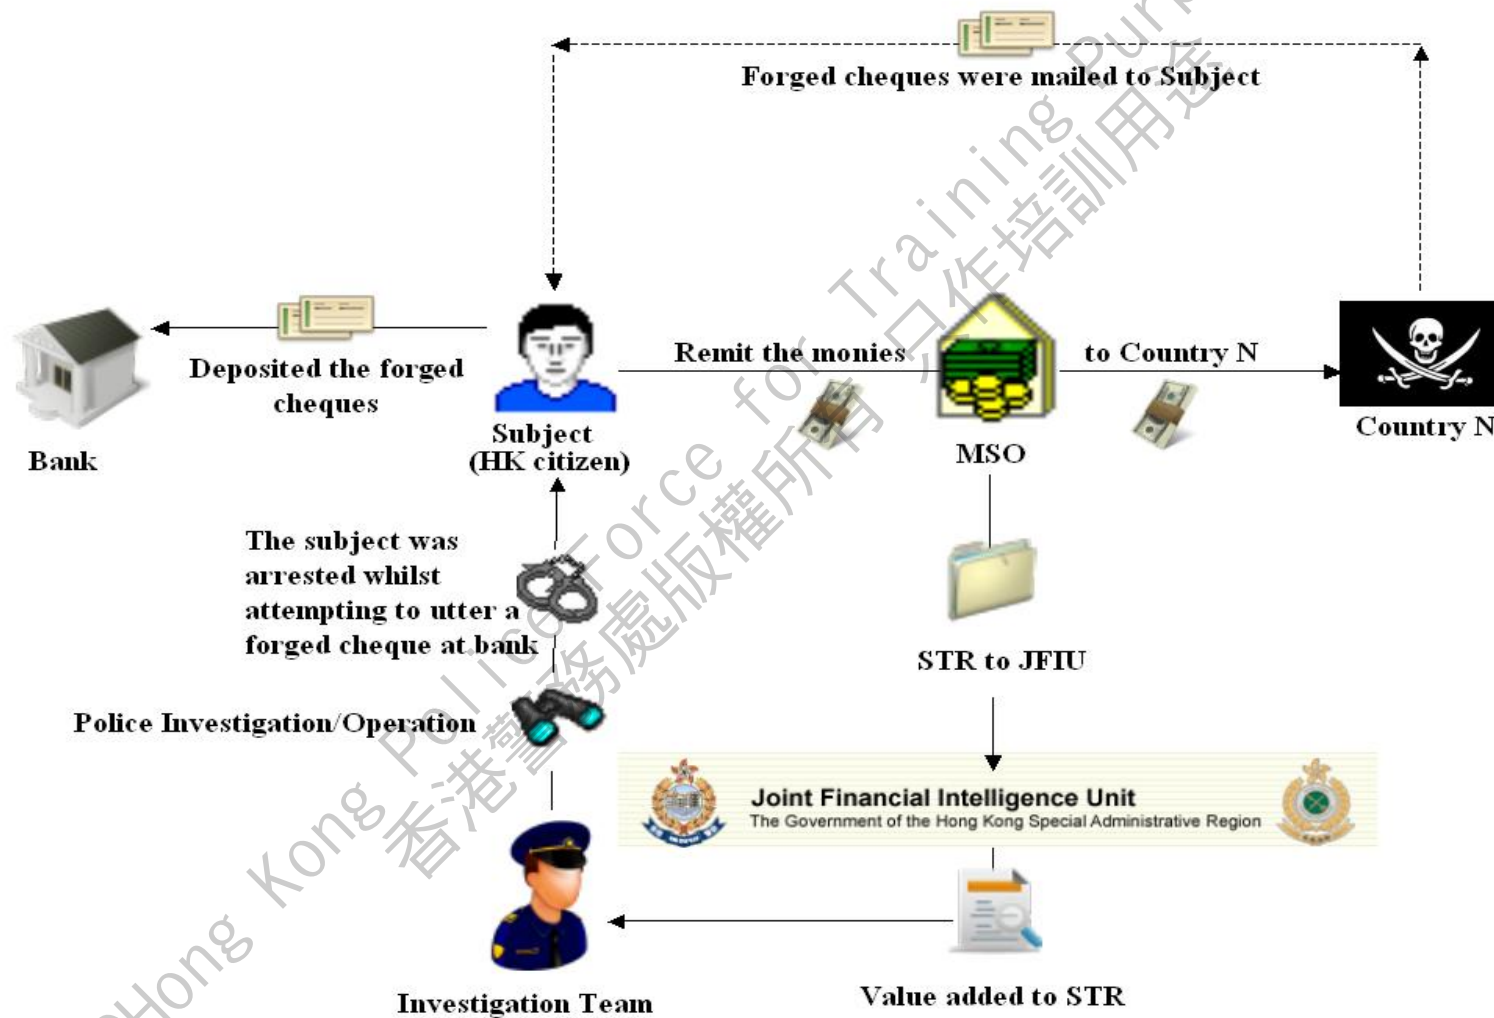 Forged cheques were mailed to Subject
Deposited the forged
cheques
Remit the monies
to Country N
Bank
Subject
(HK citizen)
MSO
Country N
The subject was
arrested whilst
attempting to utter a
forged cheque at bank
STR to JFIU
Police Investigation/Operation
Joint Financial Intelligence Unit
The Government of the Hong Kong Special Administrative Region
Investigation Team
Value added to STR
Hong Kong Police Force for Training Purp
香港警務處版權所有 只作培訓用途